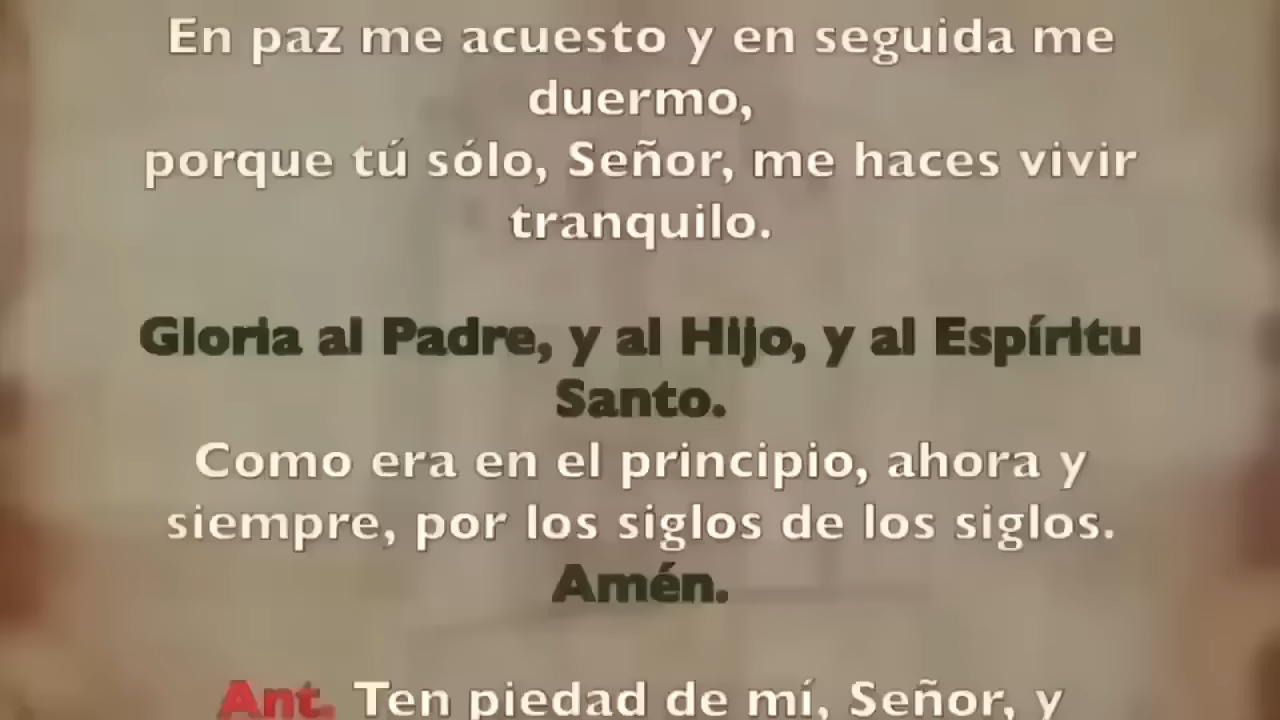 En paz me acuesto y en seguida me
duermo,
porque tú sólo, Señor, me haces vivir
tranquilo.
Gloria al Padre, y al Hijo, y al Espíritu
Santo.
Como era en el principio, ahora y
siempre, por los siglos de los siglos.
Amén.
Ant. Ten piedad de mí, Señor, y